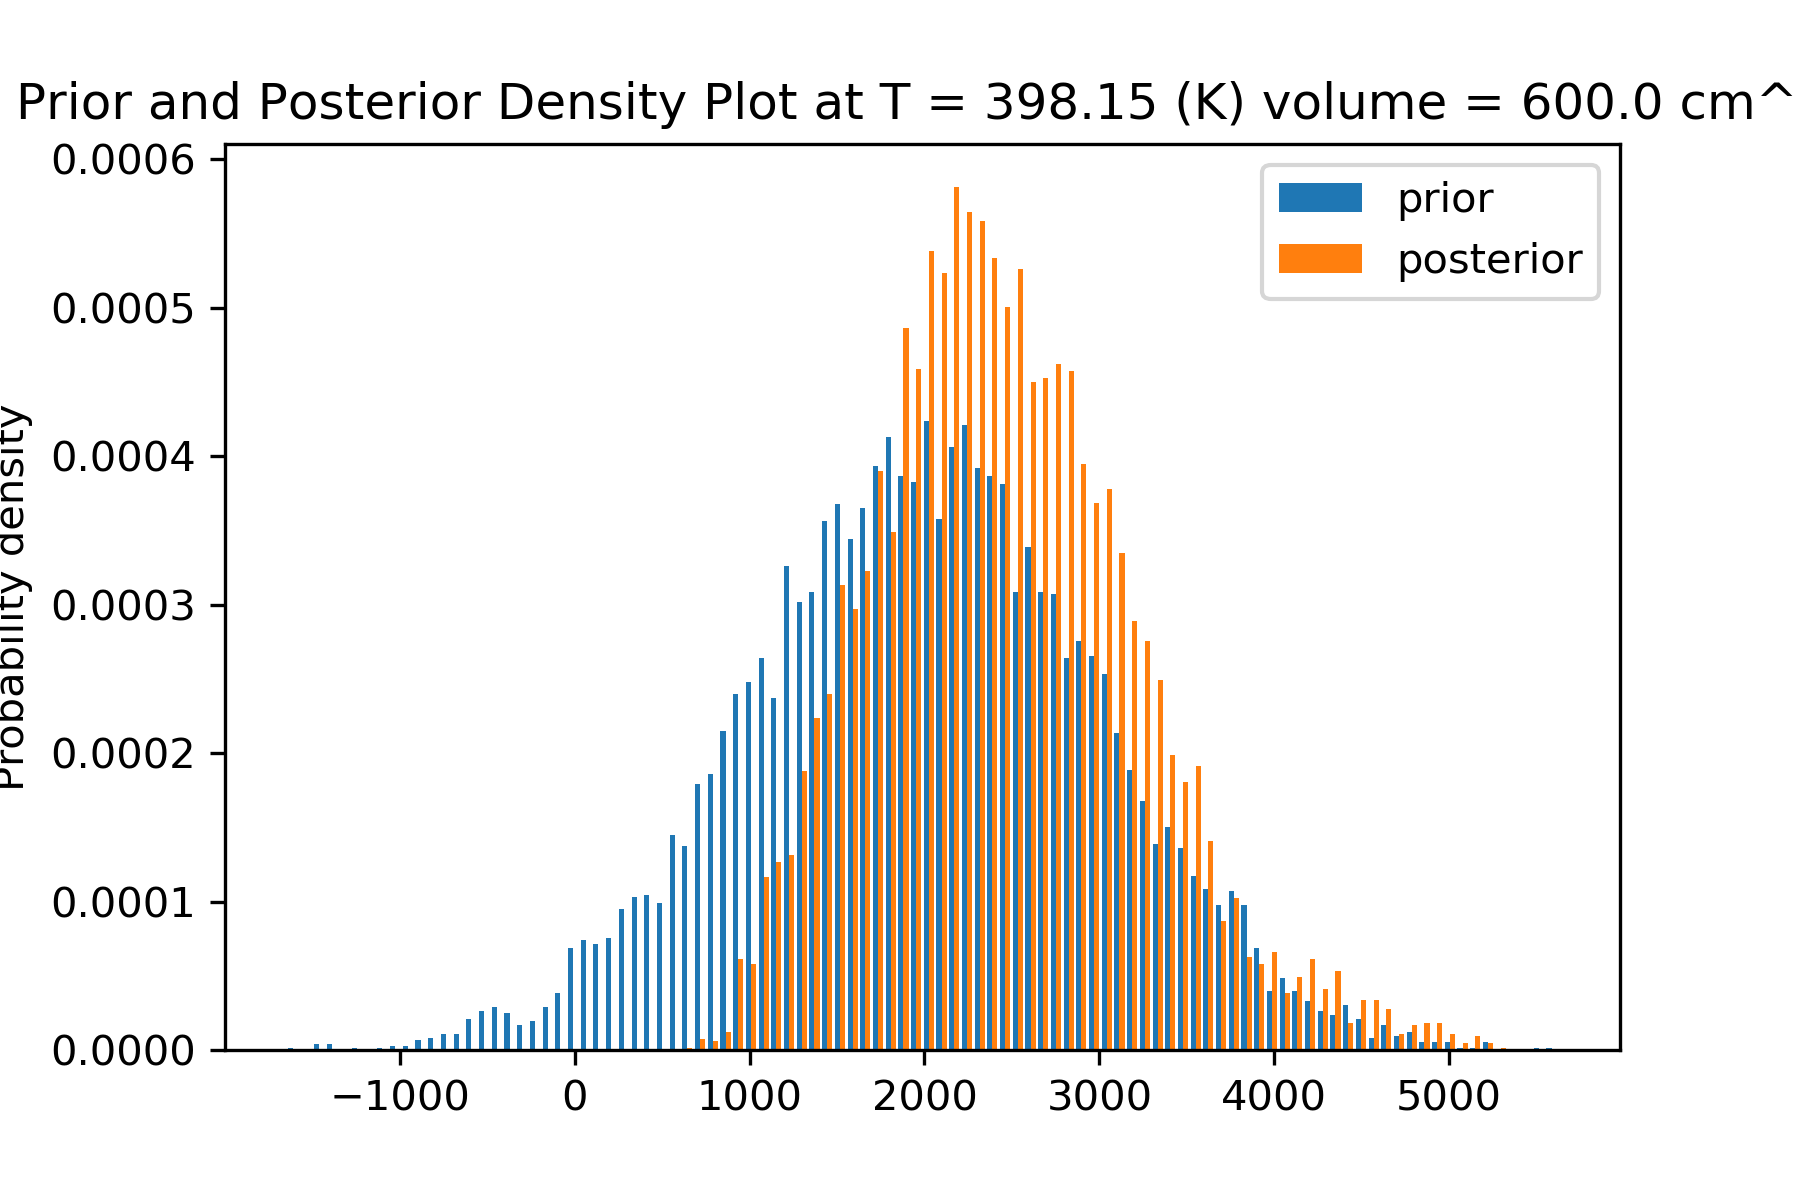 Prior and Posterior Density Plot at T = 398.15 (K) volume = 600.0 cm^
prior
posterior
Probability density
0.0006
0.0005
0.0004
0.0003
0.0002
0.0001
0.0000
−1000 0 1000 2000 3000 4000 5000